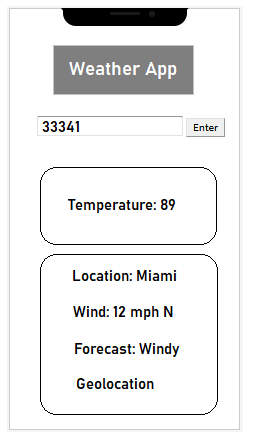 Weather App
33341 Enter
Temperature: 89
Location: Miami
Wind: 12 mph N
Forecast: Windy
Geolocation